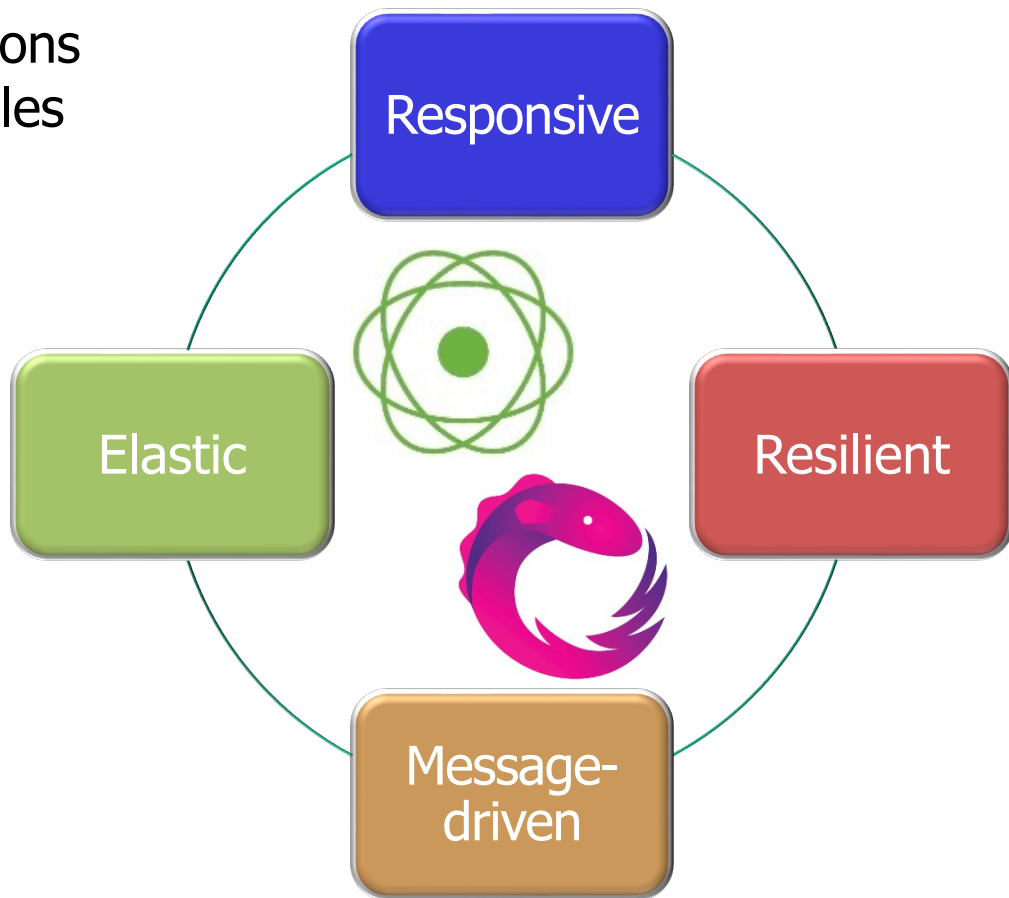 ons
les
Responsive
Elastic
Resilient
Message-
driven